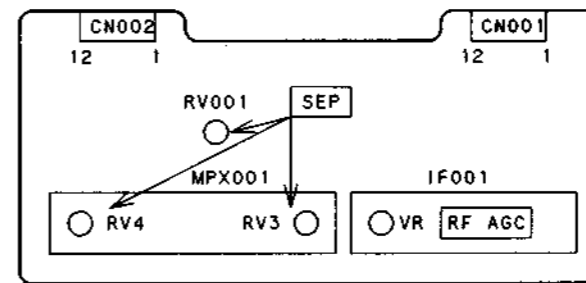 CN002 CN001
12 1 12 1
RV001 SEP
MPX001 IF001
RV4 RV3 VR RF AGC